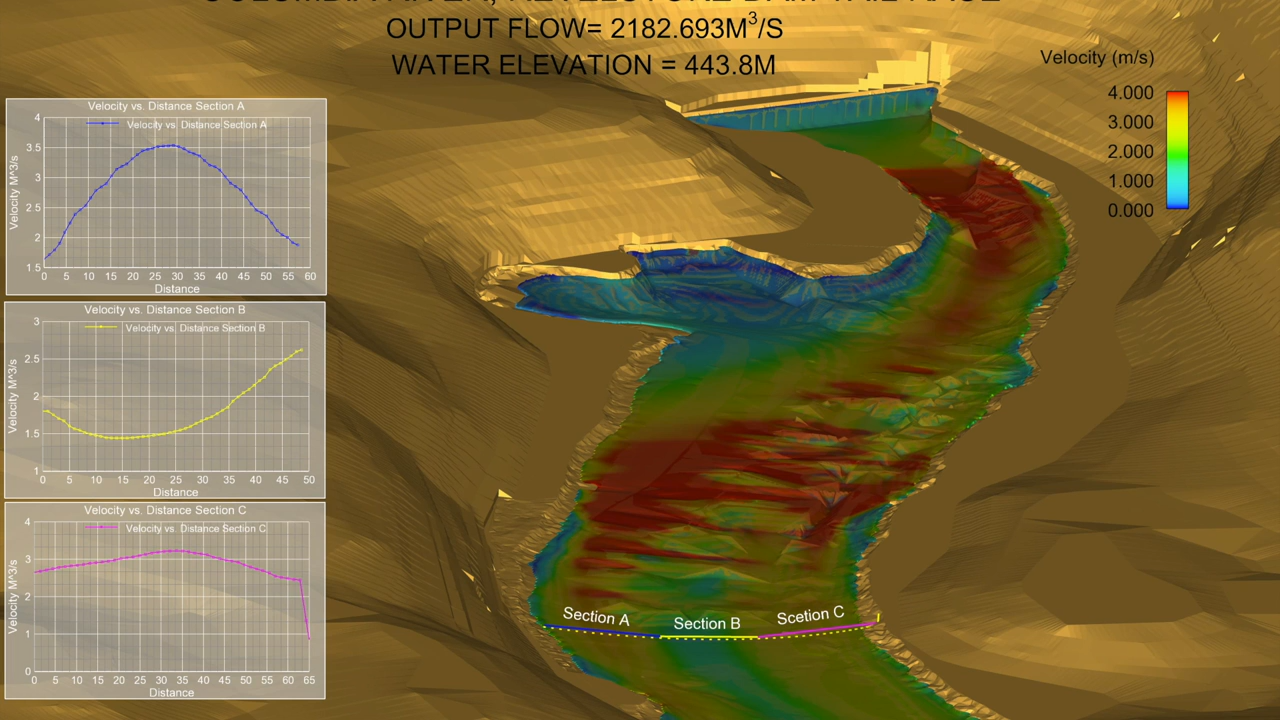 COLUMBIA RIVER, REVELSTOKE DAM TAIL RACE
OUTPUT FLOW= 2182.693M³/S
WATER ELEVATION = 443.8M
Velocity (m/s)
4.000
3.000
2.000
1.000
0.000
Velocity vs. Distance Section A
Velocity vs. Distance Section A
Velocity M^3/s
4
3.5
3
2.5
2
1.5
0 5 10 15 20 25 30 35 40 45 50 55 60
Distance
Velocity vs. Distance Section B
Velocity vs. Distance Section B
Velocity M^3/s
3
2.5
2
1.5
1
0 5 10 15 20 25 30 35 40 45 50
Distance
Velocity vs. Distance Section C
Velocity vs. Distance Section C
Velocity M^3/s
4
3
2
1
0
0 5 10 15 20 25 30 35 40 45 50 55 60 65
Distance
Section A
Section B
Scetion C